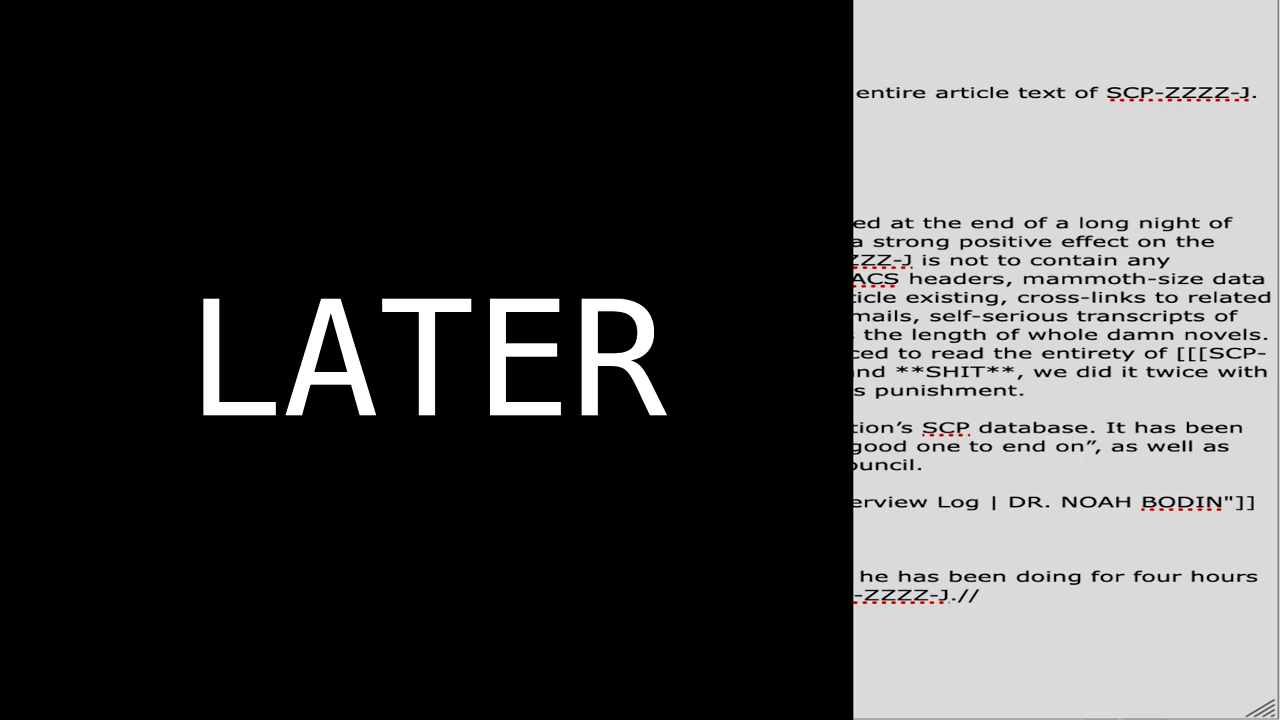 LATER
entire article text of SCP-ZZZZ-J.
ed at the end of a long night of
a strong positive effect on the
ZZZ-J is not to contain any
ACS headers, mammoth-size data
ticle existing, cross-links to related
mails, self-serious transcripts of
the length of whole damn novels.
ced to read the entirety of [[[SCP-
nd **SHIT**, we did it twice with
s punishment.
tion’s SCP database. It has been
good one to end on”, as well as
ouncil.
erview Log | DR. NOAH BODIN"]]
he has been doing for four hours
-ZZZZ-J.//